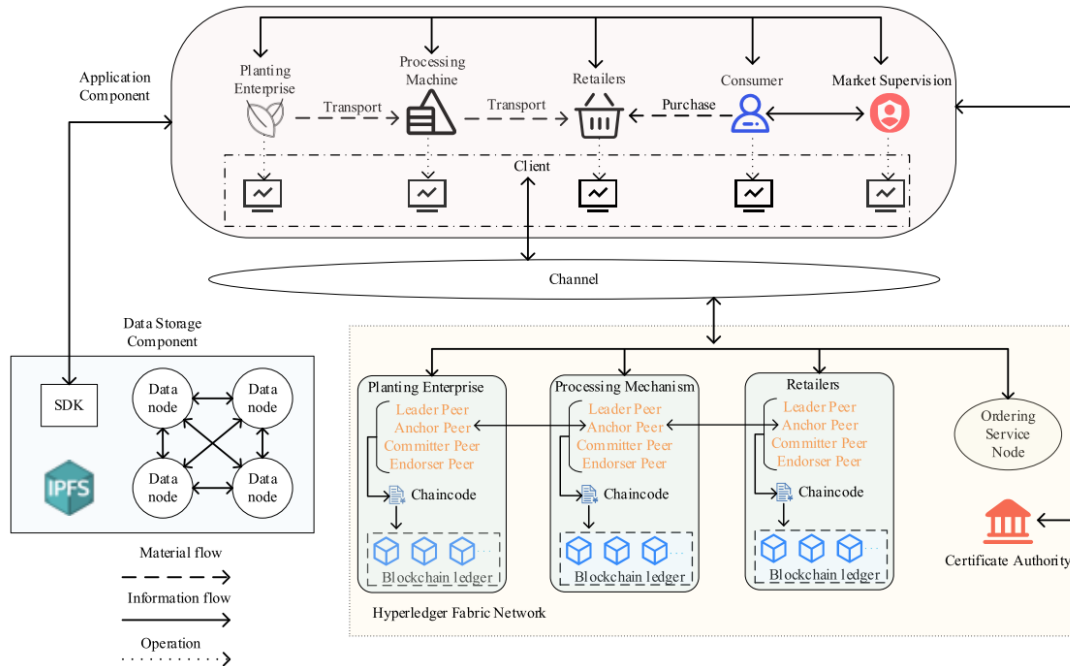 Application
Component
Planting
Enterprise
Processing
Machine
Retailers
Consumer
Market Supervision
Transport
Transport
Purchase
Client
Channel
Data Storage
Component
SDK
Data
node
Data
node
Data
node
Data
node
IPFS
Material flow
Information flow
Operation
Planting Enterprise
Leader Peer
Anchor Peer
Committer Peer
Endorser Peer
Chaincode
Blockchain ledger
Processing Mechanism
Leader Peer
Anchor Peer
Committer Peer
Endorser Peer
Chaincode
Blockchain ledger
Retailers
Leader Peer
Anchor Peer
Committer Peer
Endorser Peer
Chaincode
Blockchain ledger
Ordering
Service
Node
Certificate Authority
Hyperledger Fabric Network